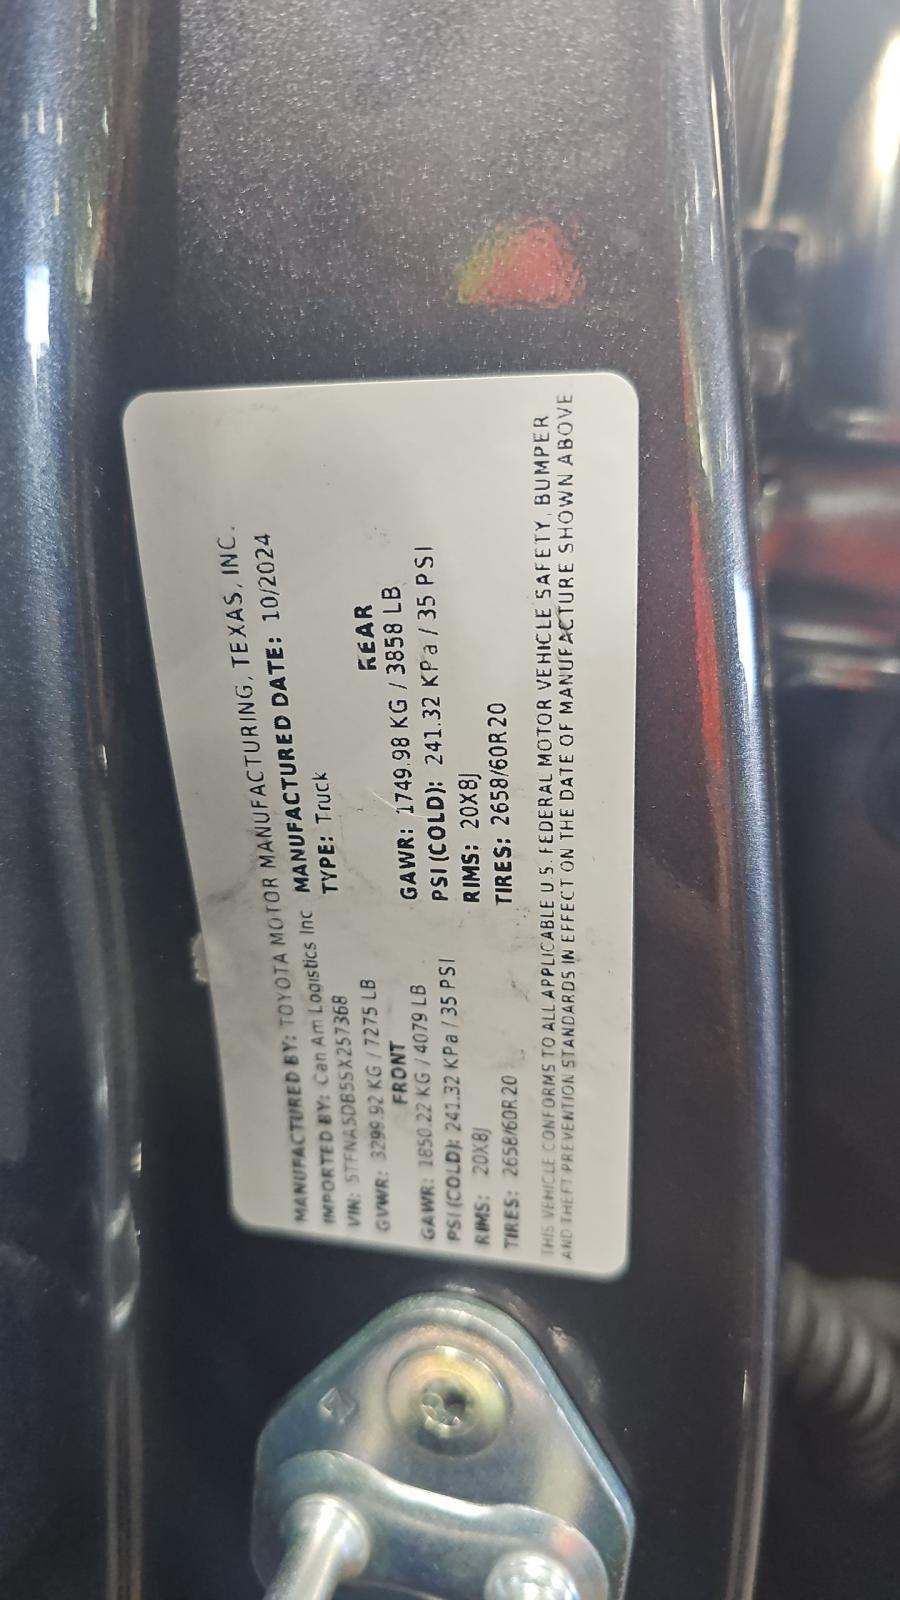 MANUFACTURED BY: TOYOTA MOTOR MANUFACTURING, TEXAS, INC.
IMPORTED BY: Can Am Logistics Inc MANUFACTURED DATE: 10/2024
VIN: 5TFNA5DB5SX257368 TYPE: Truck
GVWR: 3299.92 KG / 7275 LB
FRONT REAR
GAWR: 1850.22 KG / 4079 LB GAWR: 1749.98 KG / 3858 LB
PSI (COLD): 241.32 KPa / 35 PSI PSI (COLD): 241.32 KPa / 35 PSI
RIMS: 20X8J RIMS: 20X8J
TIRES: 2658/60R20 TIRES: 2658/60R20
THIS VEHICLE CONFORMS TO ALL APPLICABLE U.S. FEDERAL MOTOR VEHICLE SAFETY, BUMPER
AND THEFT PREVENTION STANDARDS IN EFFECT ON THE DATE OF MANUFACTURE SHOWN ABOVE